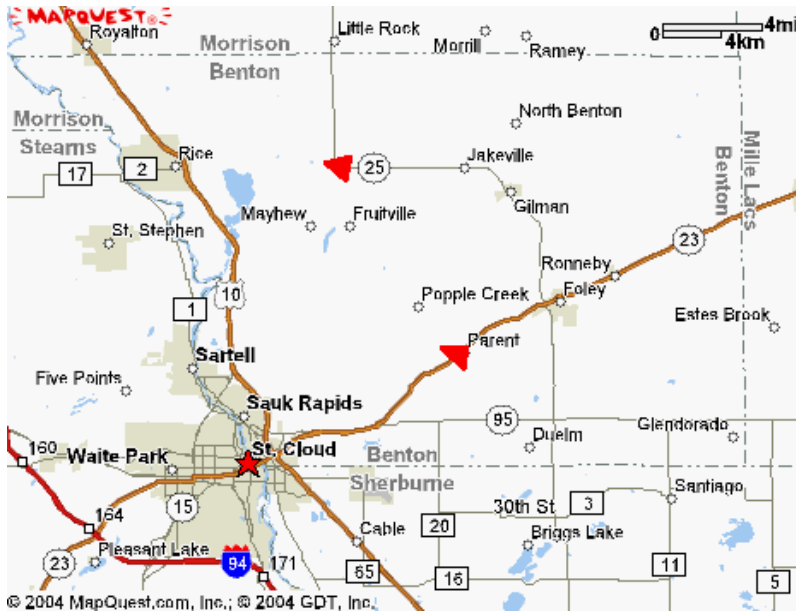 MAPQUEST®
Royalton
Morrison
Benton
Little Rock
Morrill
Ramey
0 4mi
4km
North Benton
Morrison
Stearns
Rice
2
17
25
Jakeville
Gilman
Mille Lacs
Benton
Mayhew
Fruitville
St. Stephen
23
Ronneby
10
Popple Creek
Foley
1
Estes Brook
Parent
Sartell
Five Points
Sauk Rapids
95
Glendorado
Duelm
160
Waite Park
St. Cloud
Benton
Sherburne
Santiago
15
30th St
3
164
20
Cable
Briggs Lake
Pleasant Lake
23
94
171
65
16
11
5
© 2004 MapQuest.com, Inc.; © 2004 GDT, Inc.